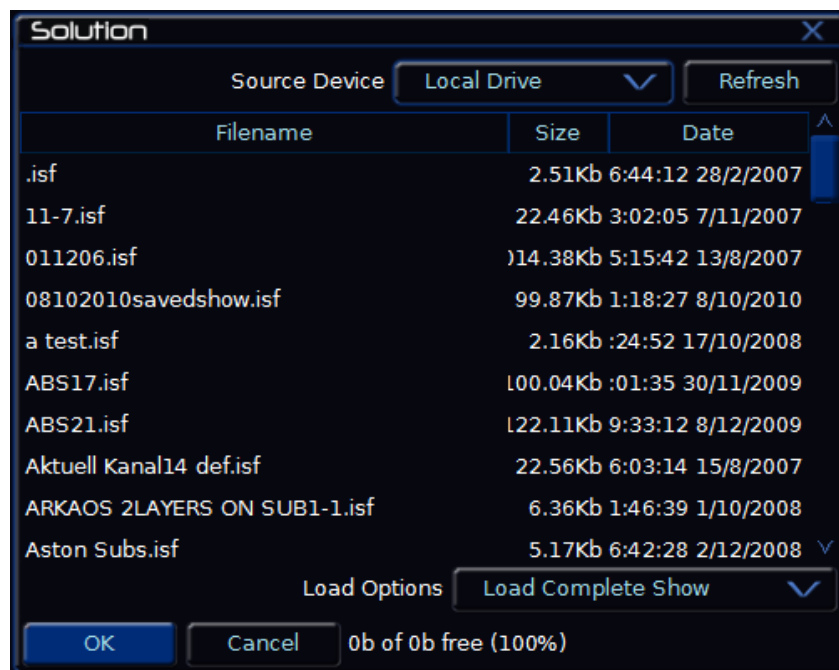 Solution
Source Device Local Drive Refresh
Filename Size Date
.isf 2.51Kb 6:44:12 28/2/2007
11-7.isf 22.46Kb 3:02:05 7/11/2007
011206.isf 14.38Kb 5:15:42 13/8/2007
08102010savedshow.isf 99.87Kb 1:18:27 8/10/2010
a test.isf 2.16Kb :24:52 17/10/2008
ABS17.isf 100.04Kb :01:35 30/11/2009
ABS21.isf 122.11Kb 9:33:12 8/12/2009
Aktuell Kanal14 def.isf 22.56Kb 6:03:14 15/8/2007
ARKAOS 2LAYERS ON SUB1-1.isf 6.36Kb 1:46:39 1/10/2008
Aston Subs.isf 5.17Kb 6:42:28 2/12/2008
Load Options Load Complete Show
OK Cancel 0b of 0b free (100%)